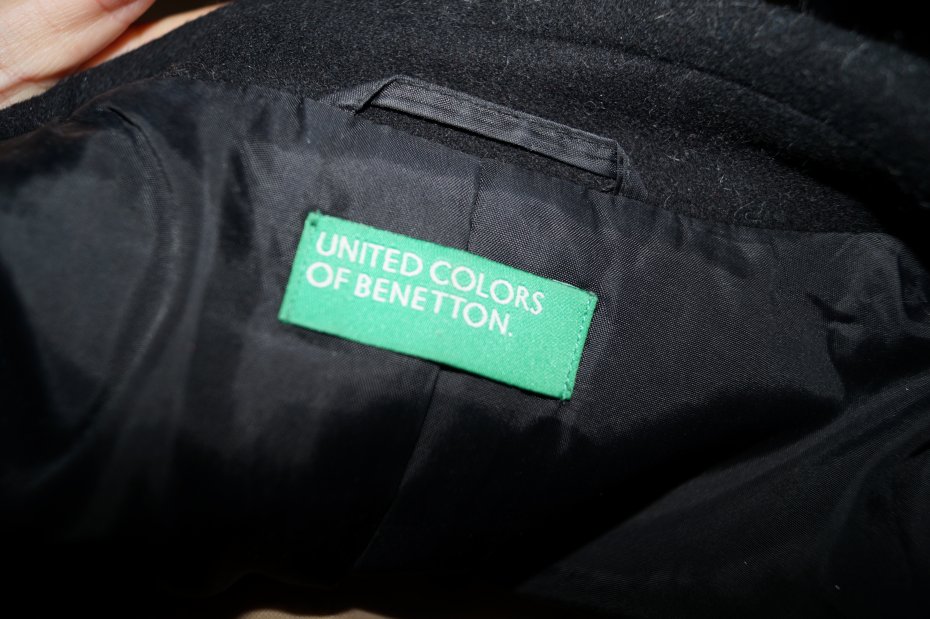 UNITED COLORS
OF BENETTON.